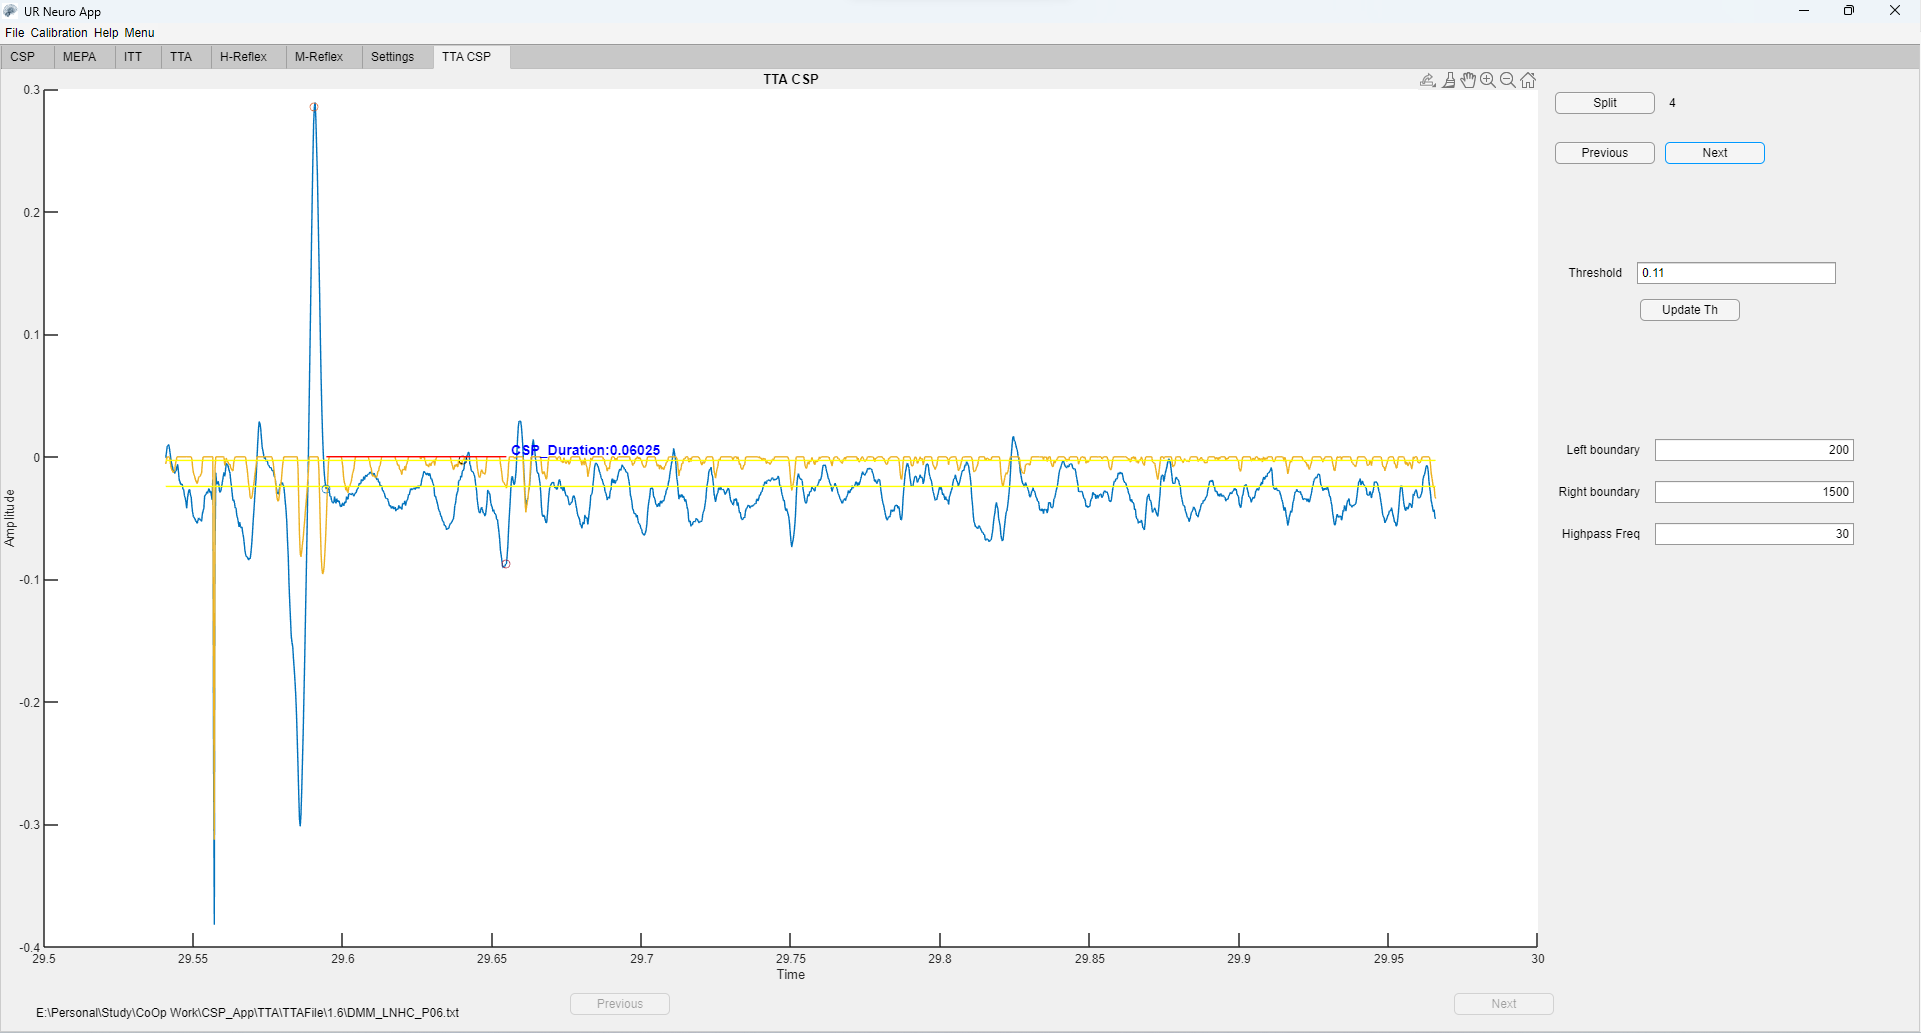 UR Neuro App
File Calibration Help Menu
CSP MEPA ITT TTA H-Reflex M-Reflex Settings TTA CSP
TTA CSP
0.3
0.2
0.1
0
-0.1
-0.2
-0.3
-0.4
Amplitude
CSP_Duration:0.06025
29.5 29.55 29.6 29.65 29.7 29.75 29.8 29.85 29.9 29.95 30
Time
Split 4
Previous Next
Threshold 0.11
Update Th
Left boundary 200
Right boundary 1500
Highpass Freq 30
Previous Next
E:\Personal\Study\CoOp Work\CSP_App\TTA\TTAFile\1.6\DMM_LNHC_P06.txt